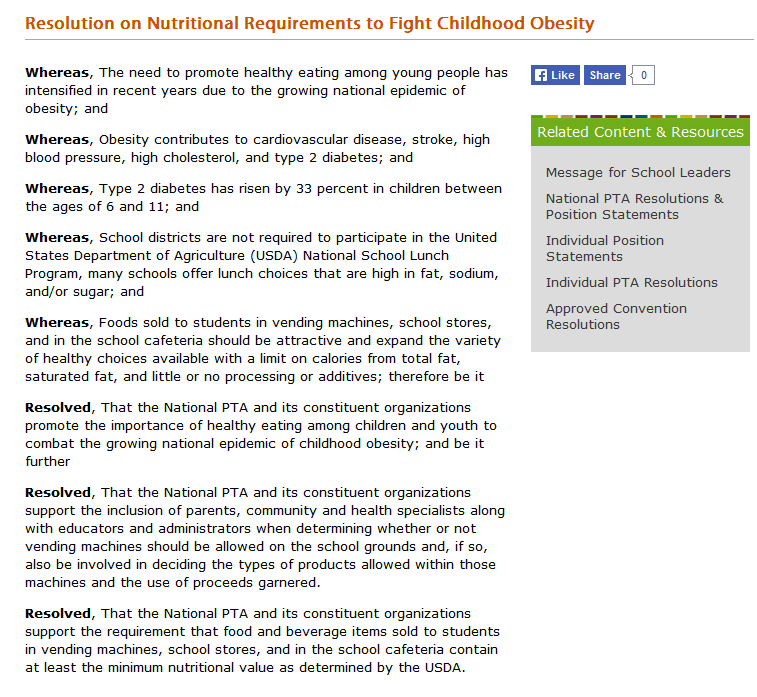 Resolution on Nutritional Requirements to Fight Childhood Obesity
Whereas, The need to promote healthy eating among young people has
intensified in recent years due to the growing national epidemic of
obesity; and
Whereas, Obesity contributes to cardiovascular disease, stroke, high
blood pressure, high cholesterol, and type 2 diabetes; and
Whereas, Type 2 diabetes has risen by 33 percent in children between
the ages of 6 and 11; and
Whereas, School districts are not required to participate in the United
States Department of Agriculture (USDA) National School Lunch
Program, many schools offer lunch choices that are high in fat, sodium,
and/or sugar; and
Whereas, Foods sold to students in vending machines, school stores,
and in the school cafeteria should be attractive and expand the variety
of healthy choices available with a limit on calories from total fat,
saturated fat, and little or no processing or additives; therefore be it
Resolved, That the National PTA and its constituent organizations
promote the importance of healthy eating among children and youth to
combat the growing national epidemic of childhood obesity; and be it
further
Resolved, That the National PTA and its constituent organizations
support the inclusion of parents, community and health specialists along
with educators and administrators when determining whether or not
vending machines should be allowed on the school grounds and, if so,
also be involved in deciding the types of products allowed within those
machines and the use of proceeds garnered.
Resolved, That the National PTA and its constituent organizations
support the requirement that food and beverage items sold to students
in vending machines, school stores, and in the school cafeteria contain
at least the minimum nutritional value as determined by the USDA.
Like Share 0
Related Content & Resources
Message for School Leaders
National PTA Resolutions &
Position Statements
Individual Position
Statements
Individual PTA Resolutions
Approved Convention
Resolutions